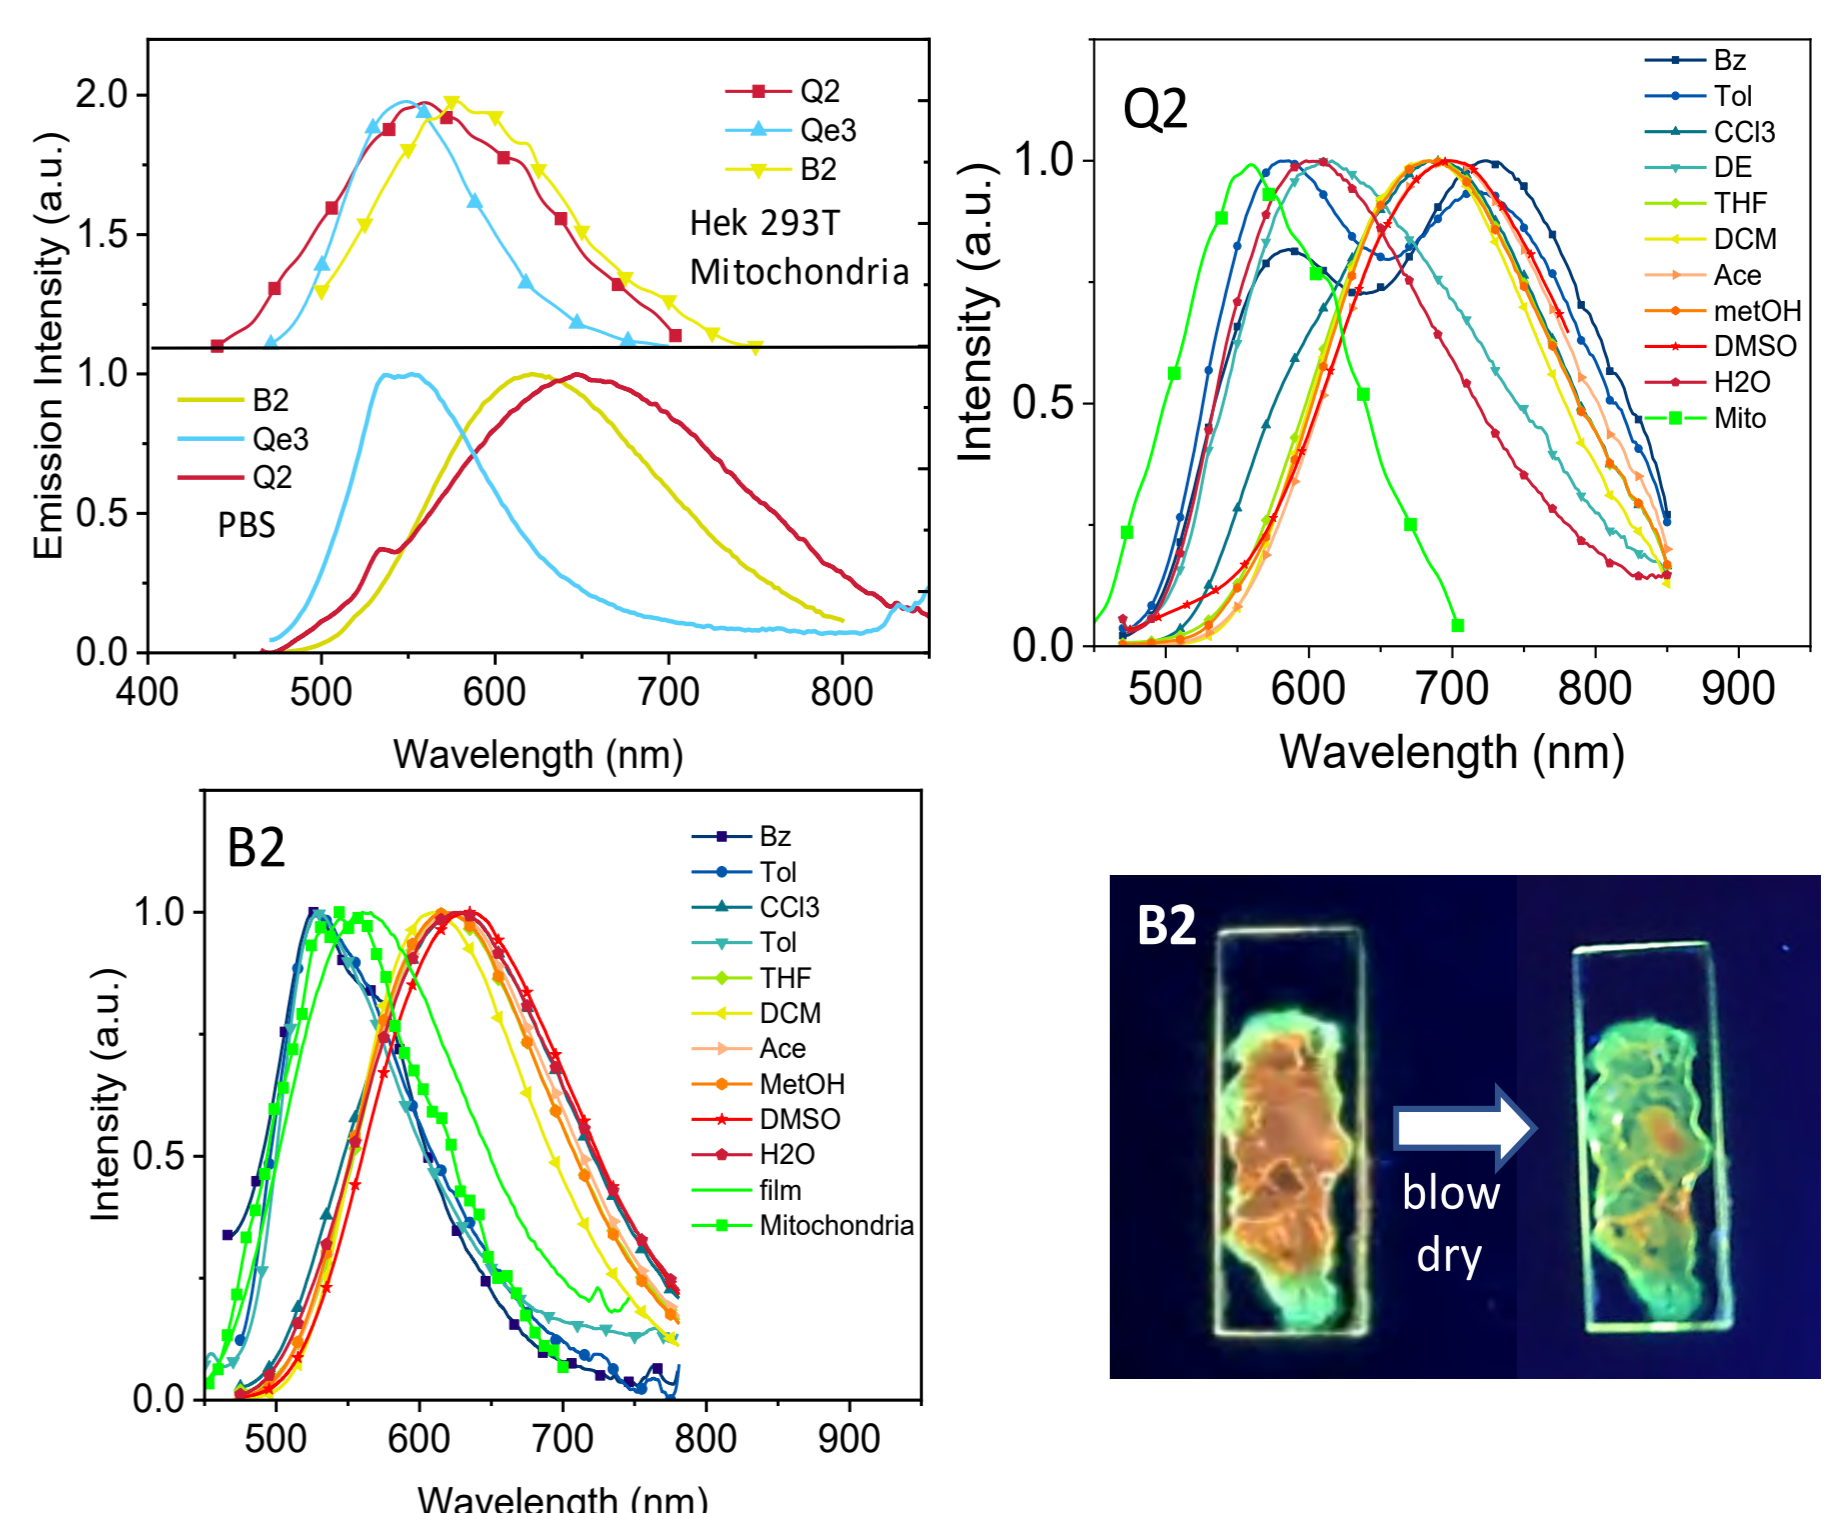 2.0
1.5
1.0
0.5
0.0
Emission Intensity (a.u.)
Q2
Qe3
B2
Hek 293T
Mitochondria
B2
Qe3
Q2
PBS
400 500 600 700 800
Wavelength (nm)
Q2
1.0
0.5
0.0
Intensity (a.u.)
Bz
Tol
CCl3
DE
THF
DCM
Ace
metOH
DMSO
H2O
Mito
500 600 700 800 900
Wavelength (nm)
B2
1.0
0.5
0.0
Intensity (a.u.)
Bz
Tol
CCl3
Tol
THF
DCM
Ace
MetOH
DMSO
H2O
film
Mitochondria
500 600 700 800 900
Wavelength (nm)
B2
blow
dry